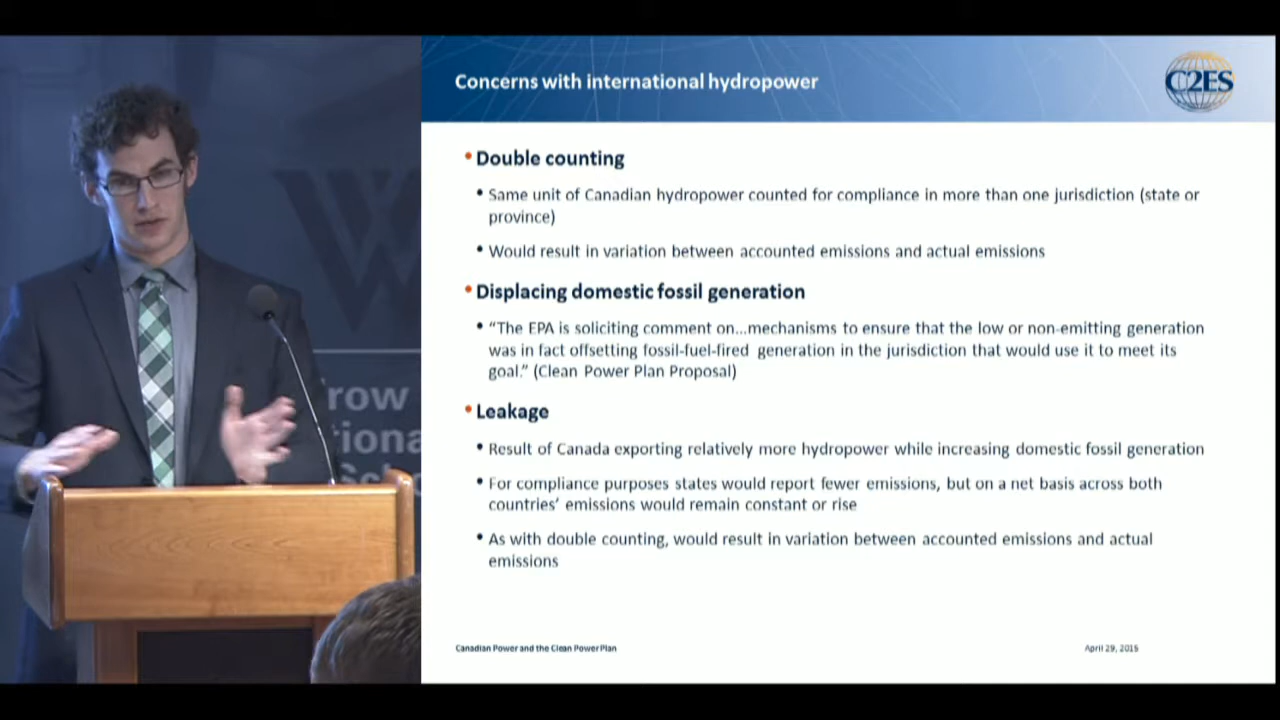 Concerns with international hydropower
C2ES
• Double counting
• Same unit of Canadian hydropower counted for compliance in more than one jurisdiction (state or
province)
• Would result in variation between accounted emissions and actual emissions
• Displacing domestic fossil generation
• “The EPA is soliciting comment on...mechanisms to ensure that the low or non-emitting generation
was in fact offsetting fossil-fuel-fired generation in the jurisdiction that would use it to meet its
goal.” (Clean Power Plan Proposal)
• Leakage
• Result of Canada exporting relatively more hydropower while increasing domestic fossil generation
• For compliance purposes states would report fewer emissions, but on a net basis across both
countries’ emissions would remain constant or rise
• As with double counting, would result in variation between accounted emissions and actual
emissions
Canadian Power and the Clean Power Plan
April 29, 2015
W
row
tiona
Sch